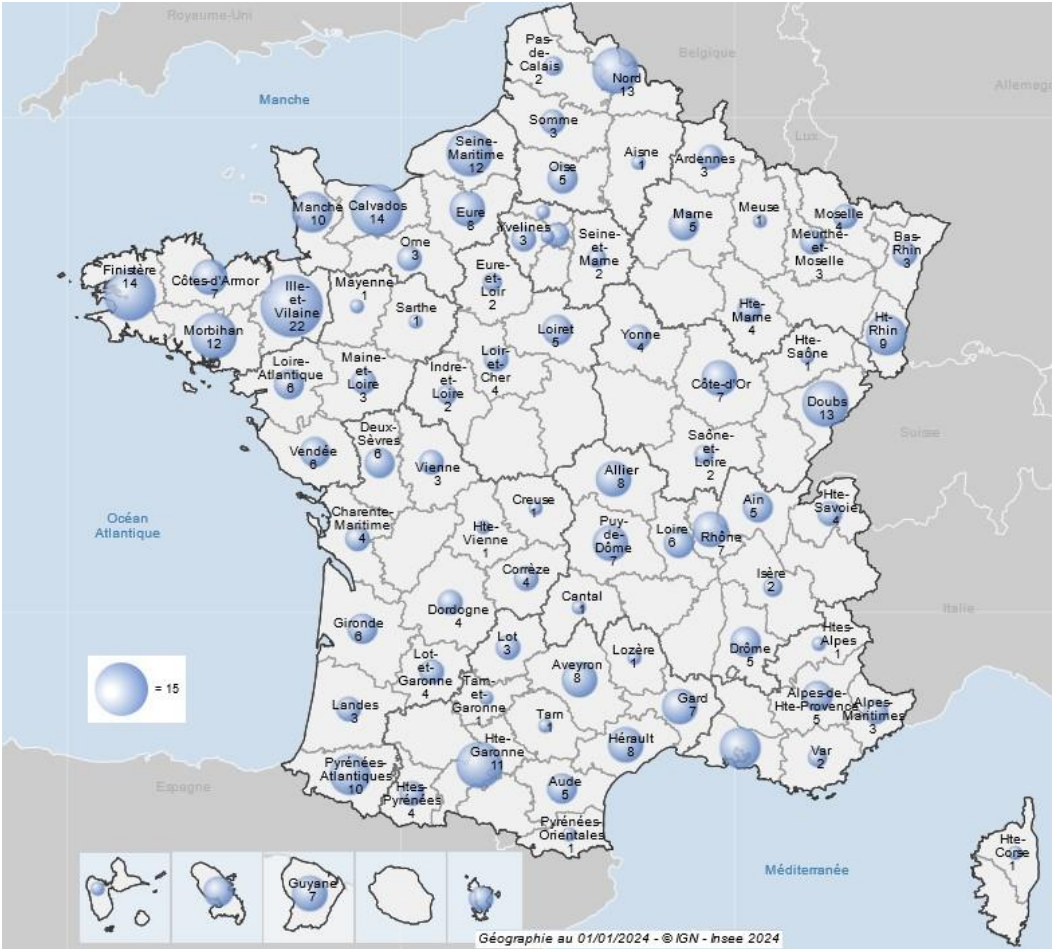 Royaume-Uni
Belgique
Allemagn
Lux.
Manche
Pas-
de-
Calais
2
Nord
13
Somme
3
Seine-
Maritime
12
Oise
5
Aisne
1
Ardennes
3
Manche
10
Calvados
14
Eure
8
Yvelines
3
Seine-
et-
Marne
2
Marne
5
Meuse
1
Moselle
4
Meurthe-
et-
Moselle
3
Bas-
Rhin
3
Orne
3
Finistère
14
Côtes-d'Armor
7
Ille-
et-
Vilaine
22
Mayenne
1
Sarthe
1
Eure-
et-
Loir
2
Morbihan
12
Loiret
5
Yonne
4
Hte-
Marne
4
Ht-
Rhin
9
Hte-
Saône
1
Loire-
Atlantique
6
Maine-
et-
Loire
3
Indre-
et-
Loire
2
Loir-
et-
Cher
4
Côte-d'Or
7
Doubs
13
Suisse
Vendée
6
Deux-
Sèvres
6
Vienne
3
Allier
8
Saône-
et-
Loire
2
Océan
Atlantique
Charente-
Maritime
4
Hte-
Vienne
1
Creuse
1
Puy-
de-
Dôme
7
Loire
6
Rhône
7
Ain
5
Hte-
Savoie
4
Corrèze
4
Cantal
1
Isère
2
Italie
Gironde
6
Dordogne
4
Lot
3
Lozère
1
Drôme
5
Htes-
Alpes
1
Lot-
et-
Garonne
4
Aveyron
8
= 15
Landes
3
Tarn-
et-
Garonne
1
Tarn
1
Gard
7
Alpes-de-
Hte-Provence
5
Alpes-
Maritimes
3
Hte-
Garonne
11
Hérault
8
Var
2
Pyrénées-
Atlantiques
10
Htes-
Pyrénées
4
Aude
5
Espagne
Pyrénées-
Orientales
1
Hte-
Corse
1
Méditerranée
Guyane
7
Géographie au 01/01/2024 - © IGN - Insee 2024